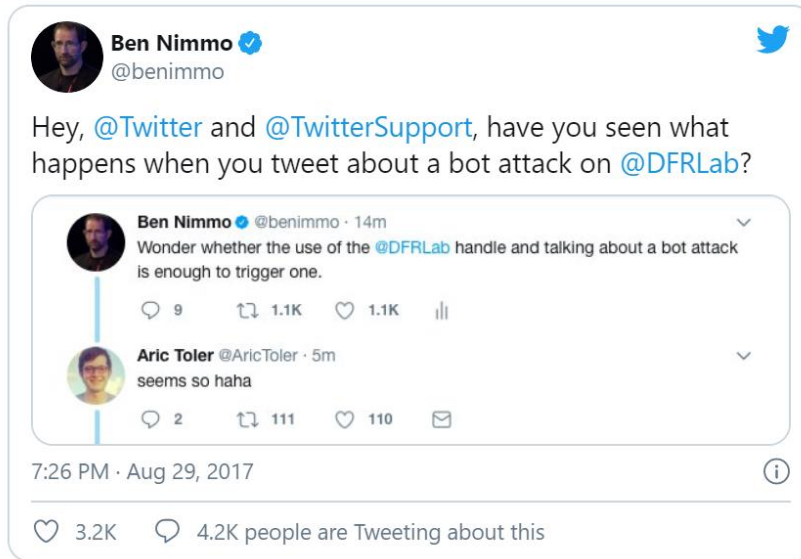 Ben Nimmo
@benimmo
Hey, @Twitter and @TwitterSupport, have you seen what
happens when you tweet about a bot attack on @DFRLab?
Ben Nimmo @benimmo · 14m
Wonder whether the use of the @DFRLab handle and talking about a bot attack
is enough to trigger one.
9 1.1K 1.1K
Aric Toler @AricToler · 5m
seems so haha
2 111 110
7:26 PM · Aug 29, 2017
3.2K 4.2K people are Tweeting about this